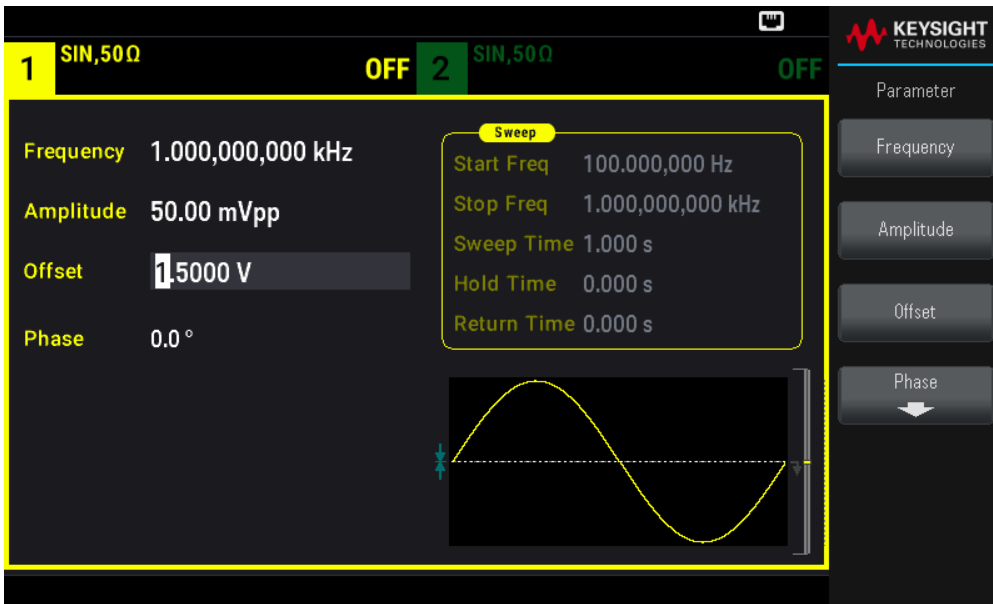 KEYSIGHT
TECHNOLOGIES
1 SIN,50Ω OFF 2 SIN,50Ω OFF
Parameter
Frequency 1.000,000,000 kHz
Amplitude 50.00 mVpp
Offset 1.5000 V
Phase 0.0 °
Sweep
Start Freq 100.000,000 Hz
Stop Freq 1.000,000,000 kHz
Sweep Time 1.000 s
Hold Time 0.000 s
Return Time 0.000 s
Frequency
Amplitude
Offset
Phase